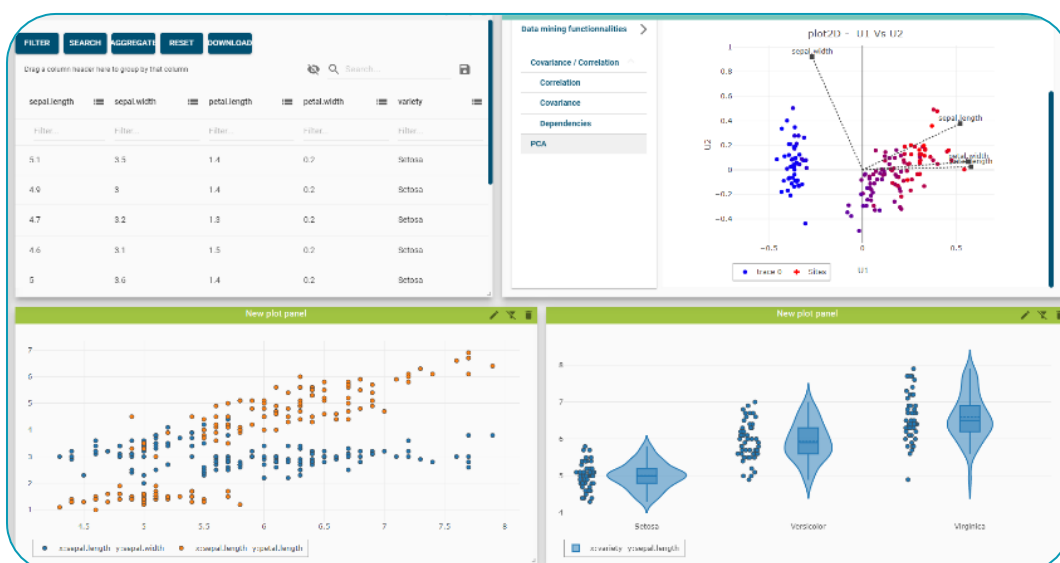 FILTER SEARCH AGGREGATE RESET DOWNLOAD
Drag a column header here to group by that column
Search...
sepal.length sepal.width petal.length petal.width variety
Filter... Filter... Filter... Filter... Filter...
5.1 3.5 1.4 0.2 Setosa
4.9 3 1.4 0.2 Setosa
4.7 3.2 1.3 0.2 Setosa
4.6 3.1 1.5 0.2 Setosa
5 3.6 1.4 0.2 Setosa
Data mining functionalities
Covariance / Correlation
Correlation
Covariance
Dependencies
PCA
plot2D - U1 Vs U2
1
0.8
0.6
0.4
0.2
0
−0.2
−0.4
U2
sepal.width
sepal.length
petal.width
−0.5 0 0.5
U1
trace 0 Sites
New plot panel
7
6
5
4
3
2
1
4.5 5 5.5 6 6.5 7 7.5 8
x:sepal.length y:sepal.width x:sepal.length y:petal.length
New plot panel
8
7
6
5
4
Setosa Versicolor Virginica
x:variety y:sepal.length